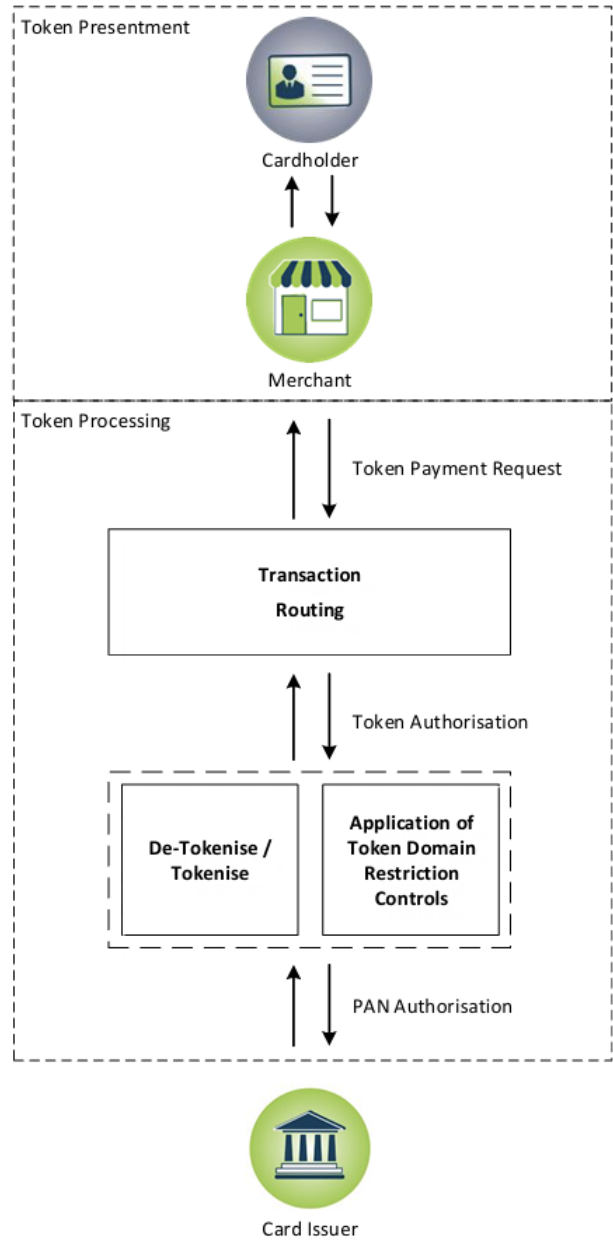 Token Presentment
Cardholder
Merchant
Token Processing
Token Payment Request
Transaction
Routing
Token Authorisation
De-Tokenise /
Tokenise
Application of
Token Domain
Restriction
Controls
PAN Authorisation
Card Issuer